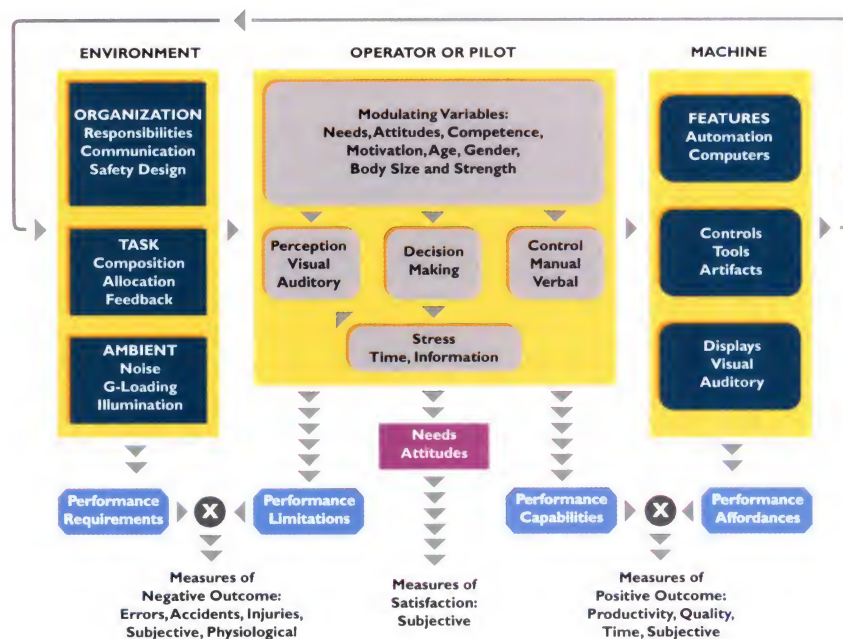 ENVIRONMENT
OPERATOR OR PILOT
MACHINE
ORGANIZATION
Responsibilities
Communication
Safety Design
TASK
Composition
Allocation
Feedback
AMBIENT
Noise
G-Loading
Illumination
Modulating Variables:
Needs, Attitudes, Competence,
Motivation, Age, Gender,
Body Size and Strength
Perception
Visual
Auditory
Decision
Making
Control
Manual
Verbal
Stress
Time, Information
FEATURES
Automation
Computers
Controls
Tools
Artifacts
Displays
Visual
Auditory
Needs
Attitudes
Performance
Requirements
X
Performance
Limitations
Performance
Capabilities
X
Performance
Affordances
Measures of
Negative Outcome:
Errors, Accidents, Injuries,
Subjective, Physiological
Measures of
Satisfaction:
Subjective
Measures of
Positive Outcome:
Productivity, Quality,
Time, Subjective